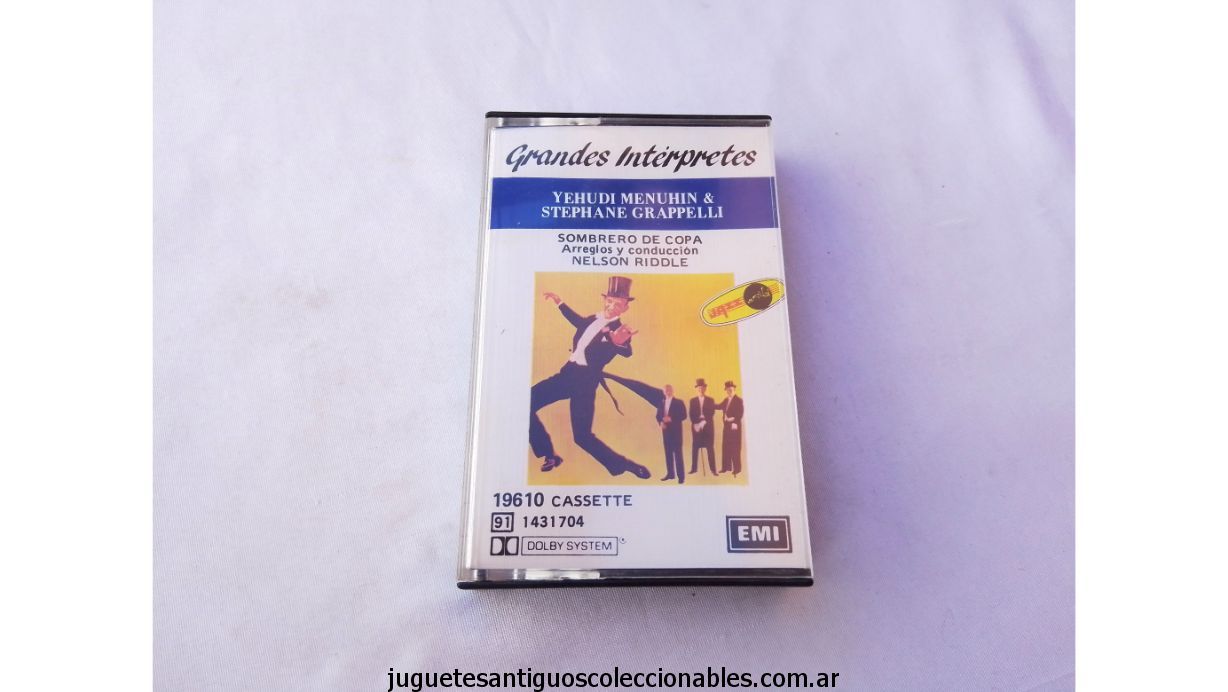 Grandes Intérpretes
YEHUDI MENUHIN &
STEPHANE GRAPPELLI
SOMBRERO DE COPA
Arreglos y conducción
NELSON RIDDLE
jazz
19610 CASSETTE
91 1431704
DOLBY SYSTEM
EMI
juguetesantiguoscoleccionables.com.ar